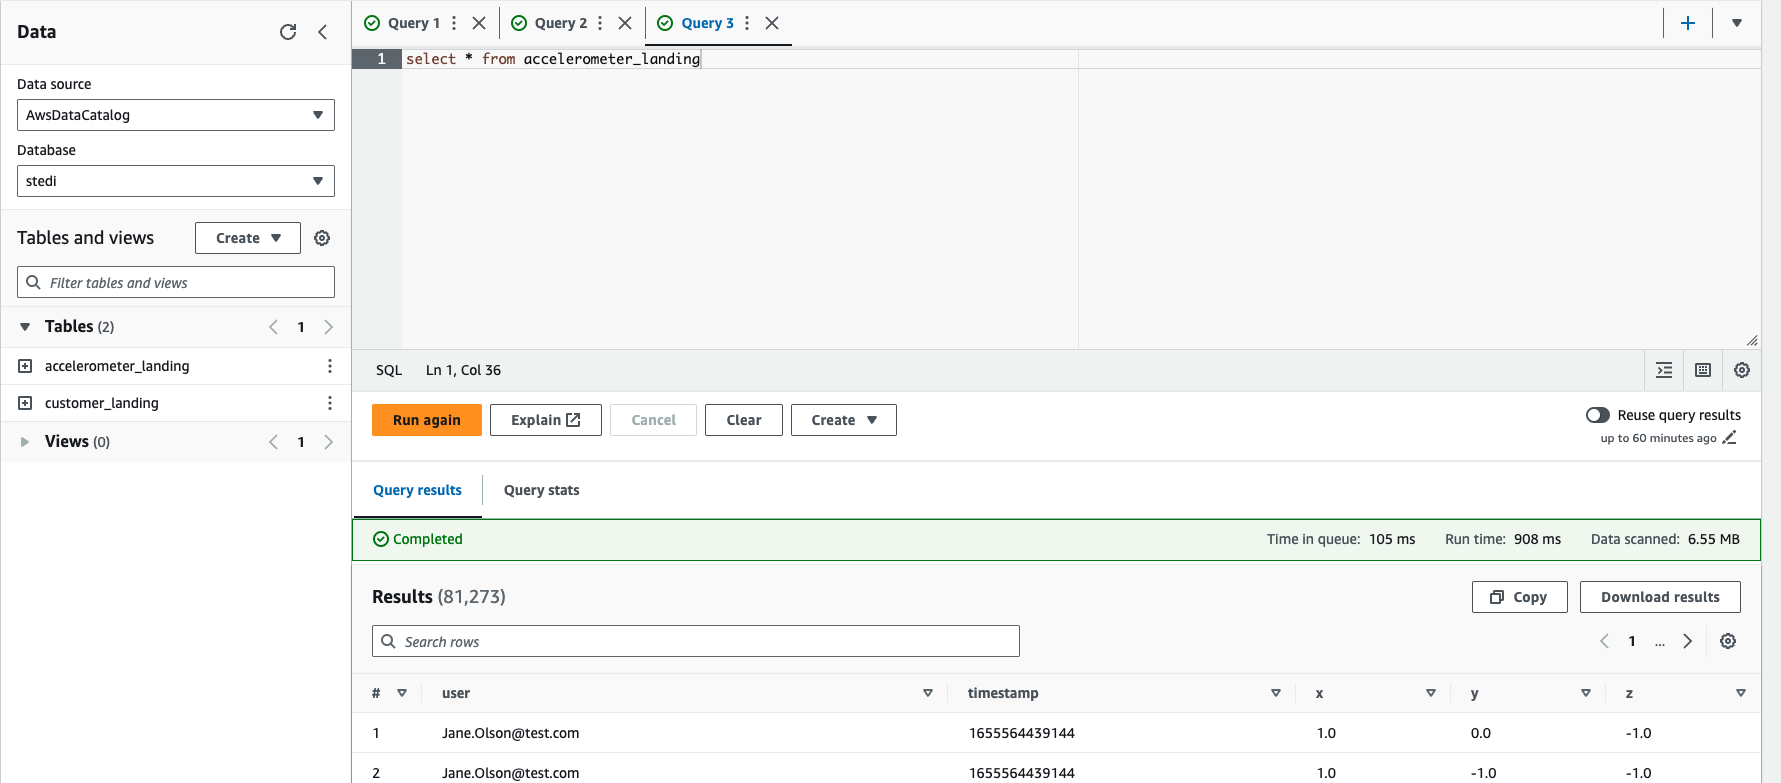 Data
Data source
AwsDataCatalog
Database
stedi
Tables and views
Create
Filter tables and views
Tables (2)
1
accelerometer_landing
customer_landing
Views (0)
1
Query 1
Query 2
Query 3
1 select * from accelerometer_landing
SQL Ln 1, Col 36
Run again Explain Cancel Clear Create
Reuse query results
up to 60 minutes ago
Query results Query stats
Completed Time in queue: 105 ms Run time: 908 ms Data scanned: 6.55 MB
Results (81,273) Copy Download results
Search rows
1 ...
# user timestamp x y z
1 Jane.Olson@test.com 1655564439144 1.0 0.0 -1.0
2 Jane.Olson@test.com 1655564439144 1.0 -1.0 -1.0